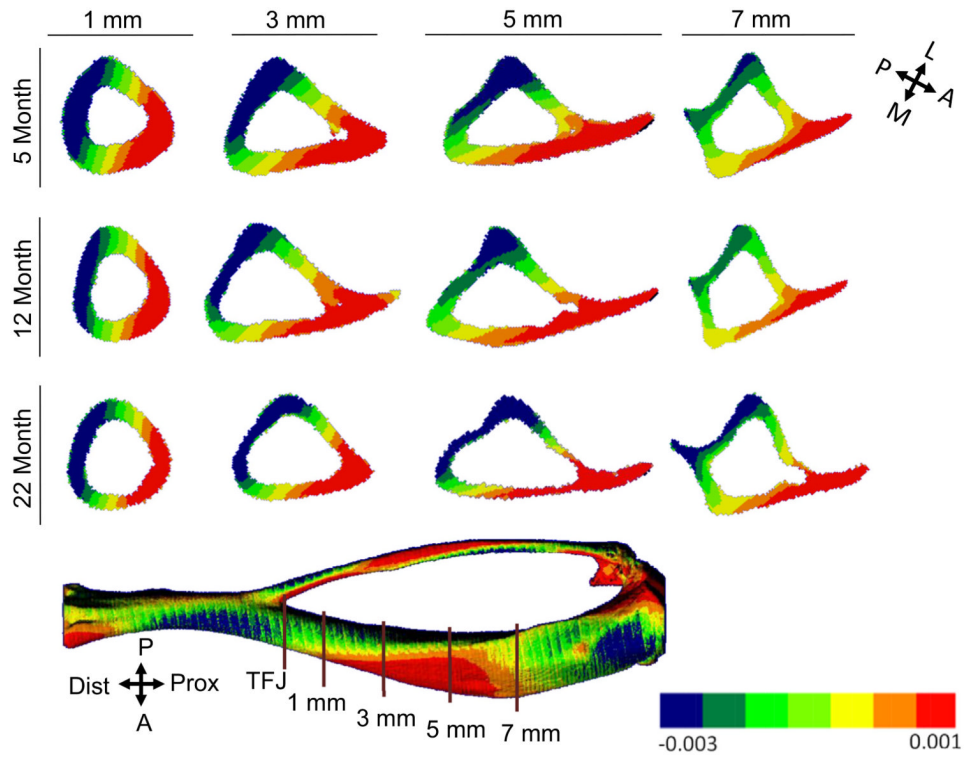 1 mm 3 mm 5 mm 7 mm
L
P
A
M
5 Month
12 Month
22 Month
P
Dist Prox
A
TFJ
1 mm
3 mm
5 mm
7 mm
-0.003 0.001